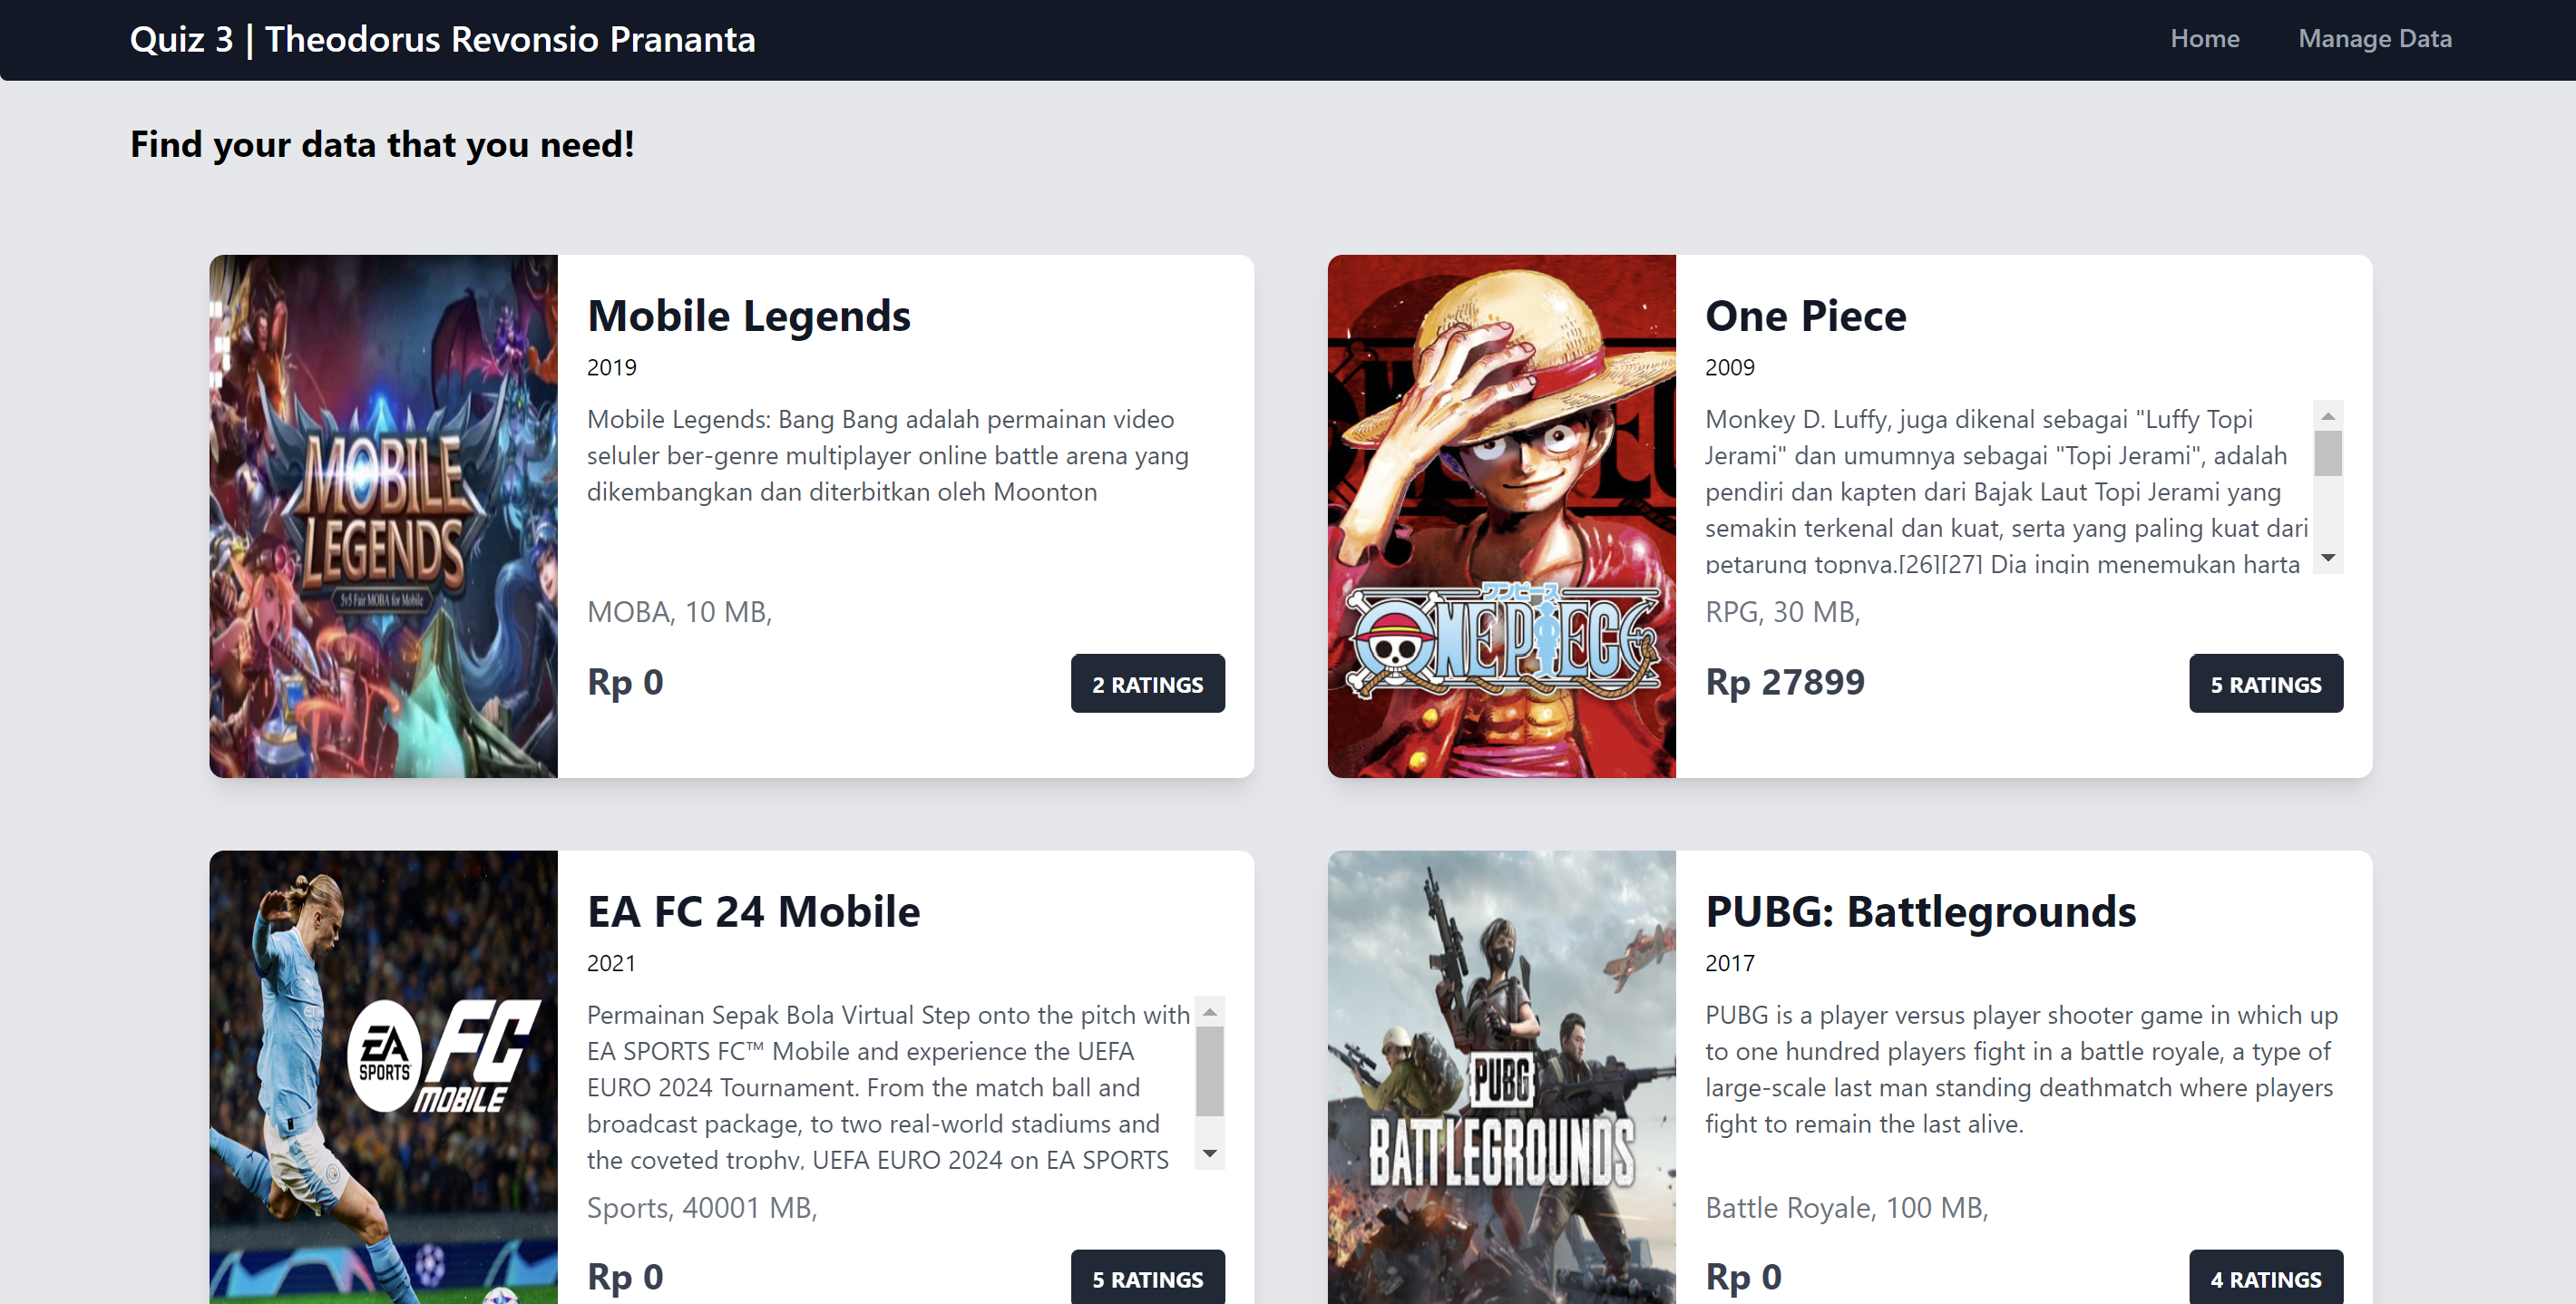 Quiz 3 | Theodorus Revonsio Prananta
Home
Manage Data
Find your data that you need!
MOBILE
LEGENDS
5v5 Fair MOBA for Mobile
Mobile Legends
2019
Mobile Legends: Bang Bang adalah permainan video
seluler ber-genre multiplayer online battle arena yang
dikembangkan dan diterbitkan oleh Moonton
MOBA, 10 MB,
Rp 0
2 RATINGS
ワンピース
ONE PIECE
One Piece
2009
Monkey D. Luffy, juga dikenal sebagai "Luffy Topi
Jerami" dan umumnya sebagai "Topi Jerami", adalah
pendiri dan kapten dari Bajak Laut Topi Jerami yang
semakin terkenal dan kuat, serta yang paling kuat dari
petarung topnya.[26][27] Dia ingin menemukan harta
RPG, 30 MB,
Rp 27899
5 RATINGS
EA
SPORTS
FC
MOBILE
EA FC 24 Mobile
2021
Permainan Sepak Bola Virtual Step onto the pitch with
EA SPORTS FC™ Mobile and experience the UEFA
EURO 2024 Tournament. From the match ball and
broadcast package, to two real-world stadiums and
the coveted trophy, UEFA EURO 2024 on EA SPORTS
Sports, 40001 MB,
Rp 0
5 RATINGS
PUBG
BATTLEGROUNDS
PUBG: Battlegrounds
2017
PUBG is a player versus player shooter game in which up
to one hundred players fight in a battle royale, a type of
large-scale last man standing deathmatch where players
fight to remain the last alive.
Battle Royale, 100 MB,
Rp 0
4 RATINGS